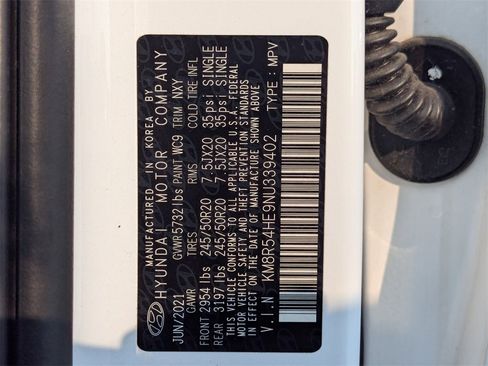 MANUFACTURED IN KOREA BY
HYUNDAI MOTOR COMPANY
JUN/2021 GVWR 5732 lbs PAINT WC9 TRIM NXY
GAWR TIRES RIMS COLD TIRE INFL
FRONT 2954 lbs 245/50R20 7.5JX20 35psi SINGLE
REAR 3197 lbs 245/50R20 7.5JX20 35psi SINGLE
THIS VEHICLE CONFORMS TO ALL APPLICABLE U.S.A. FEDERAL
MOTOR VEHICLE SAFETY AND THEFT PREVENTION STANDARDS
IN EFFECT ON THE DATE OF MANUFACTURE SHOWN ABOVE
V.I.N KM8R54HE9NU339402 TYPE : MPV